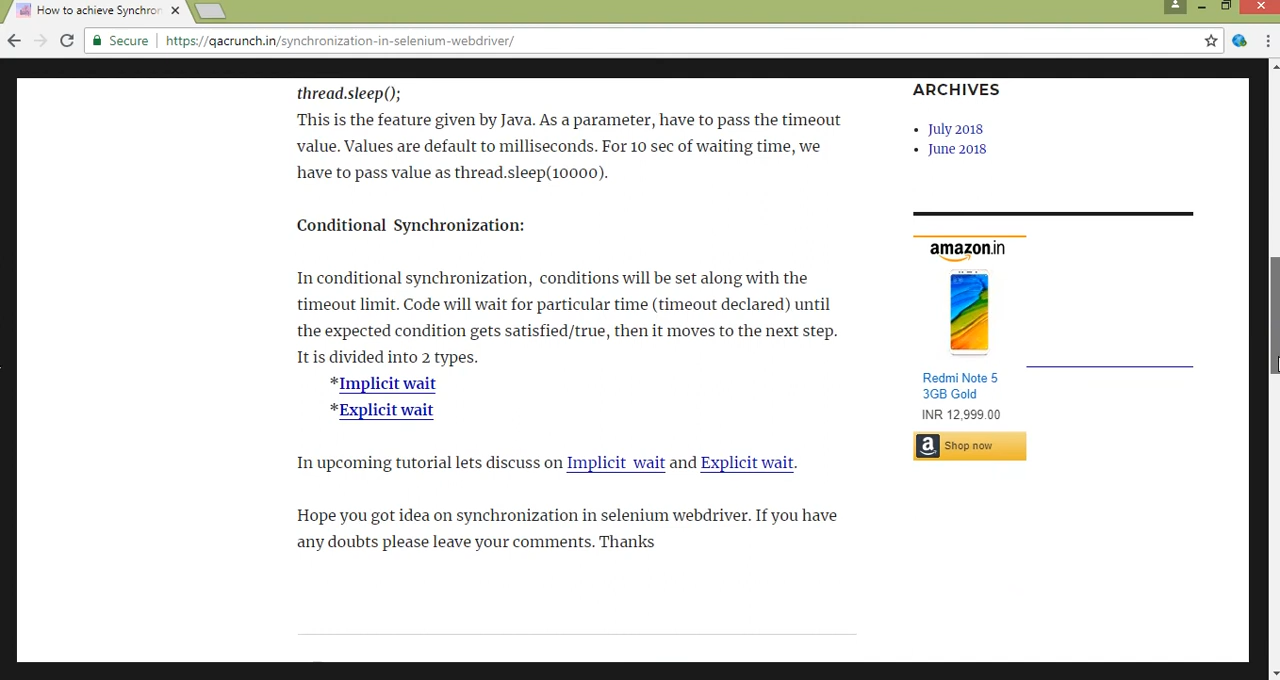 How to achieve Synchron
Secure
https://qacrunch.in/synchronization-in-selenium-webdriver/
thread.sleep();
This is the feature given by Java. As a parameter, have to pass the timeout
value. Values are default to milliseconds. For 10 sec of waiting time, we
have to pass value as thread.sleep(10000).
Conditional Synchronization:
In conditional synchronization, conditions will be set along with the
timeout limit. Code will wait for particular time (timeout declared) until
the expected condition gets satisfied/true, then it moves to the next step.
It is divided into 2 types.
*Implicit wait
*Explicit wait
In upcoming tutorial lets discuss on Implicit wait and Explicit wait.
Hope you got idea on synchronization in selenium webdriver. If you have
any doubts please leave your comments. Thanks
ARCHIVES
• July 2018
• June 2018
amazon.in
Redmi Note 5
3GB Gold
INR 12,999.00
a Shop now